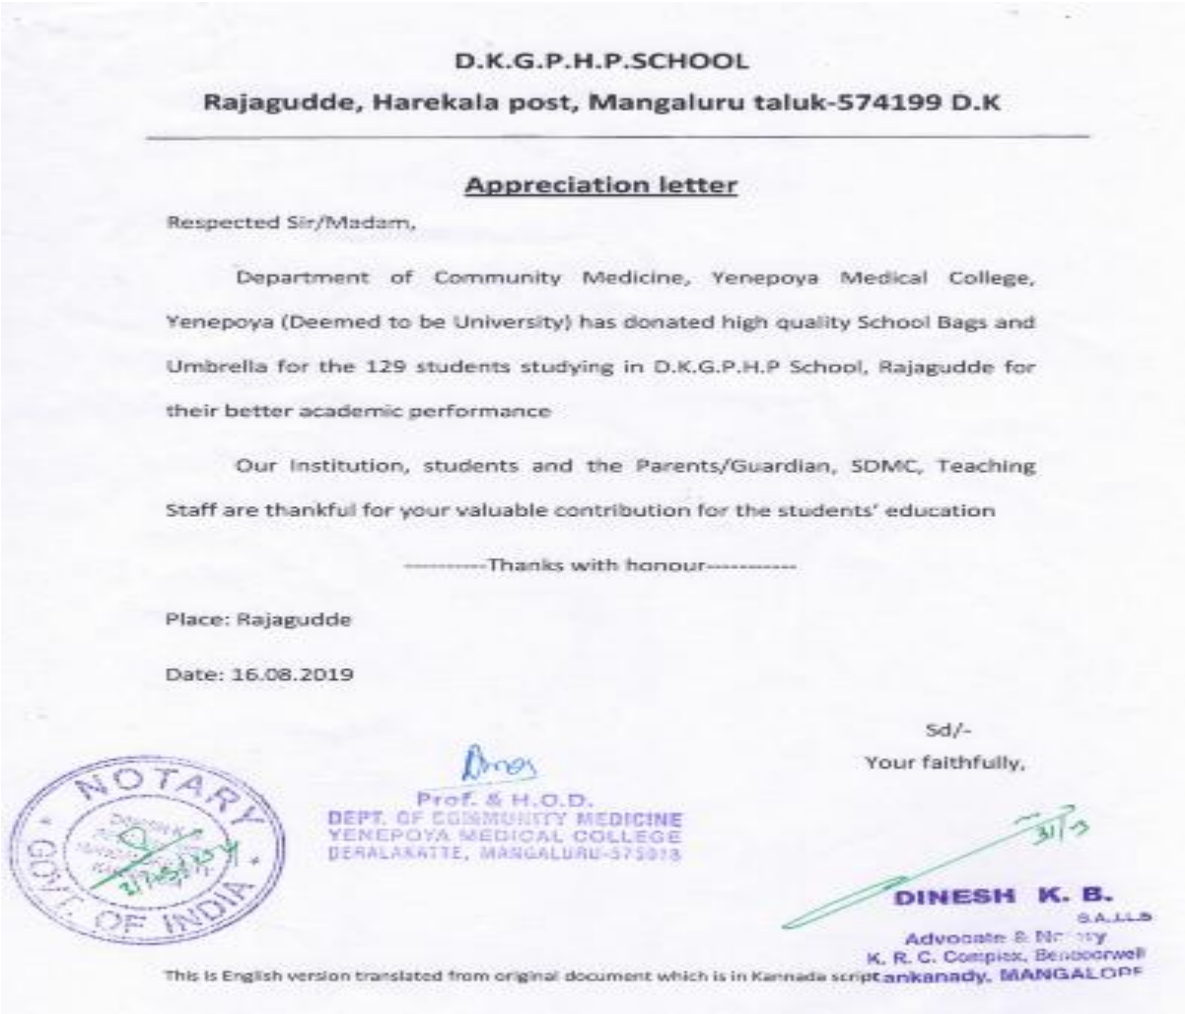 D.K.G.P.H.P.SCHOOL
Rajagudde, Harekala post, Mangaluru taluk-574199 D.K
Appreciation letter
Respected Sir/Madam,
Department of Community Medicine, Yenepoya Medical College,
Yenepoya (Deemed to be University) has donated high quality School Bags and
Umbrella for the 129 students studying in D.K.G.P.H.P School, Rajagudde for
their better academic performance
Our Institution, students and the Parents/Guardian, SDMC, Teaching
Staff are thankful for your valuable contribution for the students' education
----------Thanks with honour-----------
Place: Rajagudde
Date: 16.08.2019
Sd/-
Your faithfully,
NOTARY
GOVT. OF INDIA
DINESH K.B.
Prof. & H.O.D.
DEPT. OF COMMUNITY MEDICINE
YENEPOYA MEDICAL COLLEGE
DERALAKATTE, MANGALURU-575018
DINESH K. B.
B.A.LL.B
Advocate & Notary
K. R. C. Complex, Bendoorwell
ankanady, MANGALORE
This is English version translated from original document which is in Kannada script